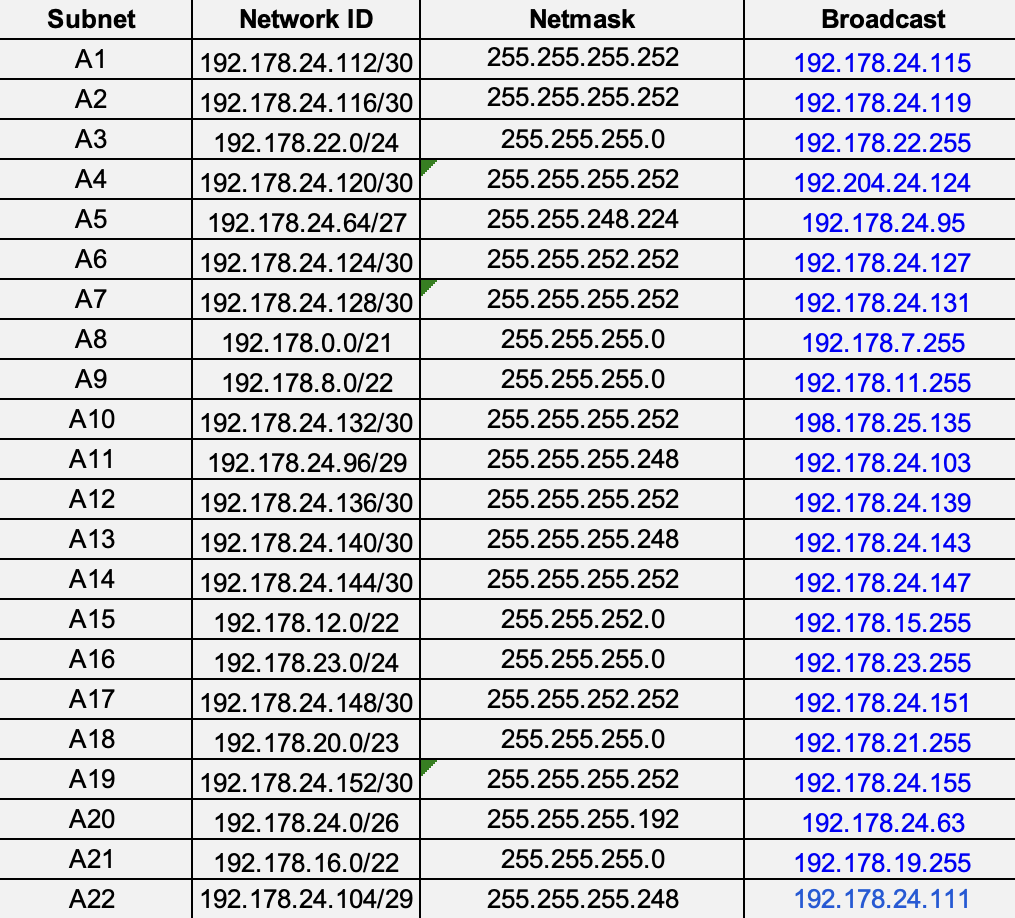 Subnet Network ID Netmask Broadcast
A1 192.178.24.112/30 255.255.255.252 192.178.24.115
A2 192.178.24.116/30 255.255.255.252 192.178.24.119
A3 192.178.22.0/24 255.255.255.0 192.178.22.255
A4 192.178.24.120/30 255.255.255.252 192.204.24.124
A5 192.178.24.64/27 255.255.248.224 192.178.24.95
A6 192.178.24.124/30 255.255.252.252 192.178.24.127
A7 192.178.24.128/30 255.255.255.252 192.178.24.131
A8 192.178.0.0/21 255.255.255.0 192.178.7.255
A9 192.178.8.0/22 255.255.255.0 192.178.11.255
A10 192.178.24.132/30 255.255.255.252 198.178.25.135
A11 192.178.24.96/29 255.255.255.248 192.178.24.103
A12 192.178.24.136/30 255.255.255.252 192.178.24.139
A13 192.178.24.140/30 255.255.255.248 192.178.24.143
A14 192.178.24.144/30 255.255.255.252 192.178.24.147
A15 192.178.12.0/22 255.255.252.0 192.178.15.255
A16 192.178.23.0/24 255.255.255.0 192.178.23.255
A17 192.178.24.148/30 255.255.252.252 192.178.24.151
A18 192.178.20.0/23 255.255.255.0 192.178.21.255
A19 192.178.24.152/30 255.255.255.252 192.178.24.155
A20 192.178.24.0/26 255.255.255.192 192.178.24.63
A21 192.178.16.0/22 255.255.255.0 192.178.19.255
A22 192.178.24.104/29 255.255.255.248 192.178.24.111